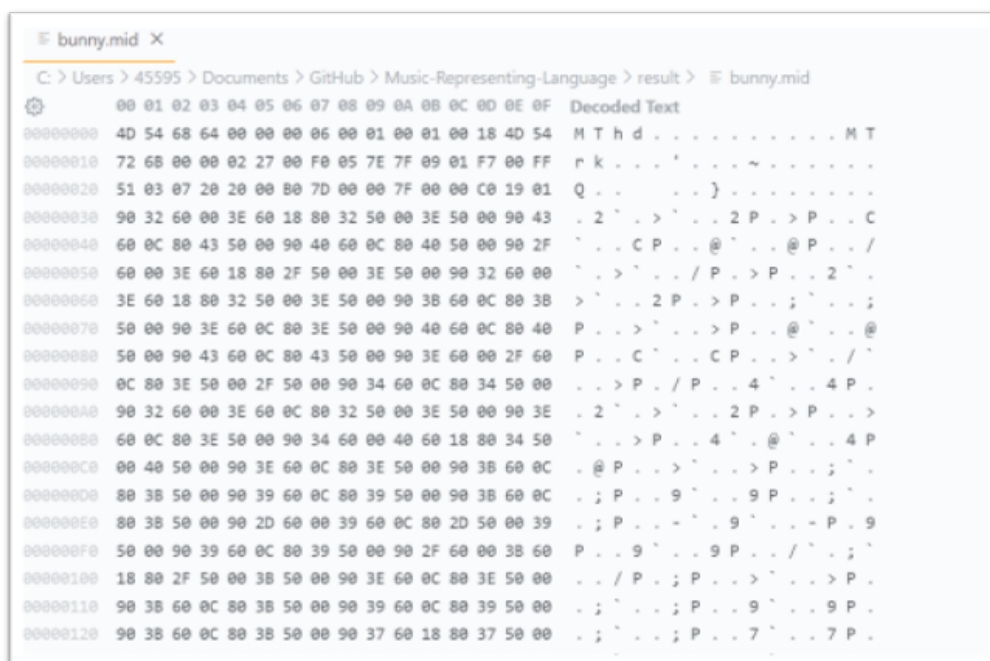 bunny.mid ×
C: > Users > 45595 > Documents > GitHub > Music-Representing-Language > result > bunny.mid
00 01 02 03 04 05 06 07 08 09 0A 0B 0C 0D 0E 0F Decoded Text
00000000 4D 54 68 64 00 00 00 06 00 01 00 01 00 18 4D 54 M T h d . . . . . . . . . . M T
00000010 72 6B 00 00 02 27 00 F0 05 7E 7F 09 01 F7 00 FF r k . . . ' . . . ~ . . . . . .
00000020 51 03 07 20 20 00 B0 7D 00 00 7F 00 00 C0 19 01 Q . .     . . } . . . . . . . .
00000030 90 32 60 00 3E 60 18 80 32 50 00 3E 50 00 90 43 . 2 ` . > ` . . 2 P . > P . . C
00000040 60 0C 80 43 50 00 90 40 60 0C 80 40 50 00 90 2F ` . . C P . . @ ` . . @ P . . /
00000050 60 00 3E 60 18 80 2F 50 00 3E 50 00 90 32 60 00 ` . > ` . . / P . > P . . 2 ` .
00000060 3E 60 18 80 32 50 00 3E 50 00 90 3B 60 0C 80 3B > ` . . 2 P . > P . . ; ` . . ;
00000070 50 00 90 3E 60 0C 80 3E 50 00 90 40 60 0C 80 40 P . . > ` . . > P . . @ ` . . @
00000080 50 00 90 43 60 0C 80 43 50 00 90 3E 60 00 2F 60 P . . C ` . . C P . . > ` . / `
00000090 0C 80 3E 50 00 2F 50 00 90 34 60 0C 80 34 50 00 . . > P . / P . . 4 ` . . 4 P .
000000A0 90 32 60 00 3E 60 0C 80 32 50 00 3E 50 00 90 3E . 2 ` . > ` . . 2 P . > P . . >
000000B0 60 0C 80 3E 50 00 90 34 60 00 40 60 18 80 34 50 ` . . > P . . 4 ` . @ ` . . 4 P
000000C0 00 40 50 00 90 3E 60 0C 80 3E 50 00 90 3B 60 0C . @ P . . > ` . . > P . . ; ` .
000000D0 80 3B 50 00 90 39 60 0C 80 39 50 00 90 3B 60 0C . ; P . . 9 ` . . 9 P . . ; ` .
000000E0 80 3B 50 00 90 2D 60 00 39 60 0C 80 2D 50 00 39 . ; P . . - ` . 9 ` . . - P . 9
000000F0 50 00 90 39 60 0C 80 39 50 00 90 2F 60 00 3B 60 P . . 9 ` . . 9 P . . / ` . ; `
00000100 18 80 2F 50 00 3B 50 00 90 3E 60 0C 80 3E 50 00 . . / P . ; P . . > ` . . > P .
00000110 90 3B 60 0C 80 3B 50 00 90 39 60 0C 80 39 50 00 . ; ` . . ; P . . 9 ` . . 9 P .
00000120 90 3B 60 0C 80 3B 50 00 90 37 60 18 80 37 50 00 . ; ` . . ; P . . 7 ` . . 7 P .